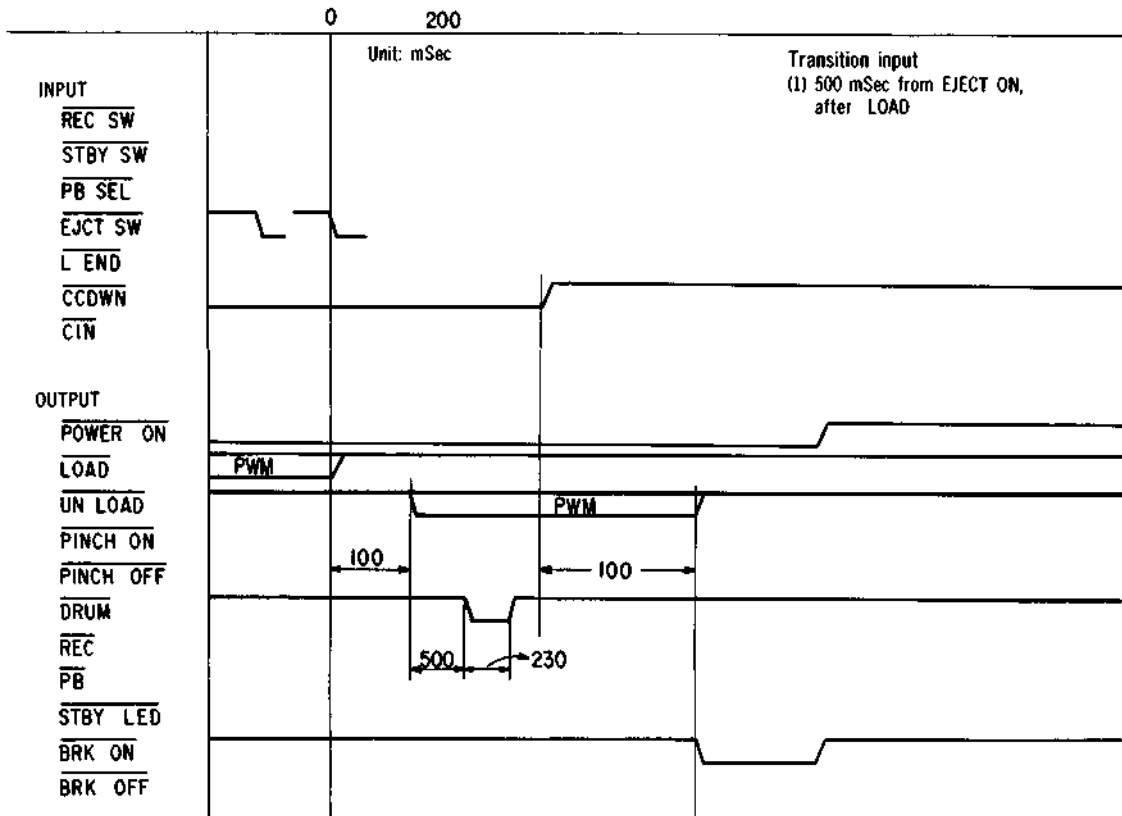 0 200
Unit: mSec
Transition input
(1) 500 mSec from EJECT ON,
after LOAD
INPUT
REC SW
STBY SW
PB SEL
EJCT SW
L END
CCDWN
CIN
OUTPUT
POWER ON
LOAD PWM
UN LOAD PWM
PINCH ON
100 100
PINCH OFF
DRUM
REC
500 230
PB
STBY LED
BRK ON
BRK OFF